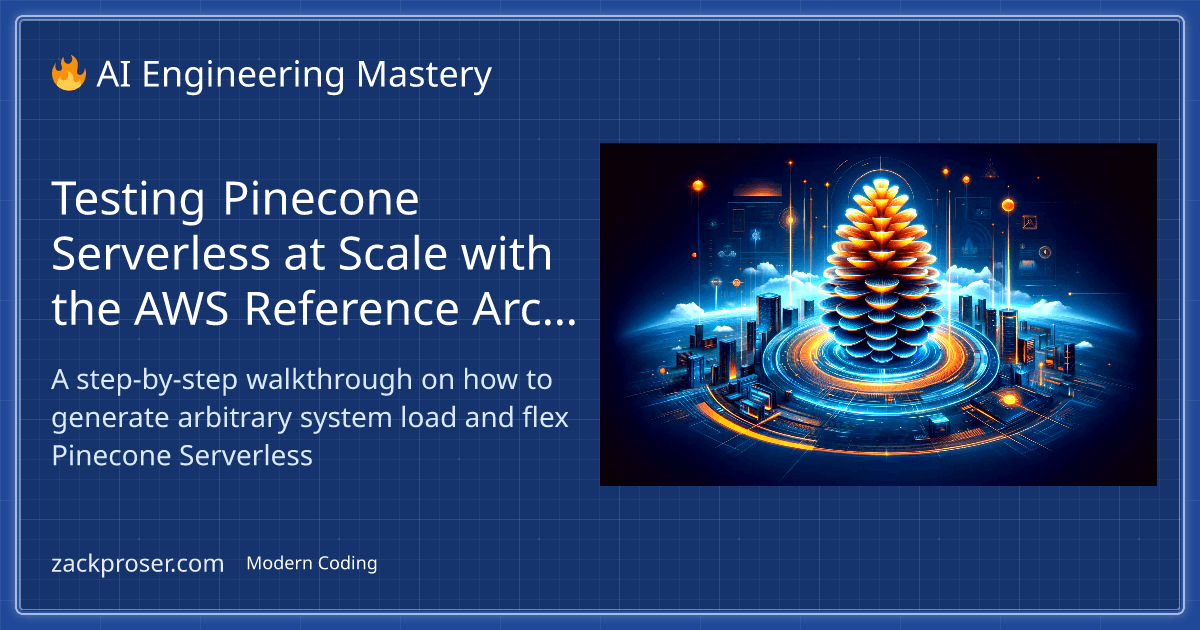 🔥 AI Engineering Mastery
Testing Pinecone
Serverless at Scale with
the AWS Reference Arc...
A step-by-step walkthrough on how to
generate arbitrary system load and flex
Pinecone Serverless
zackproser.com Modern Coding